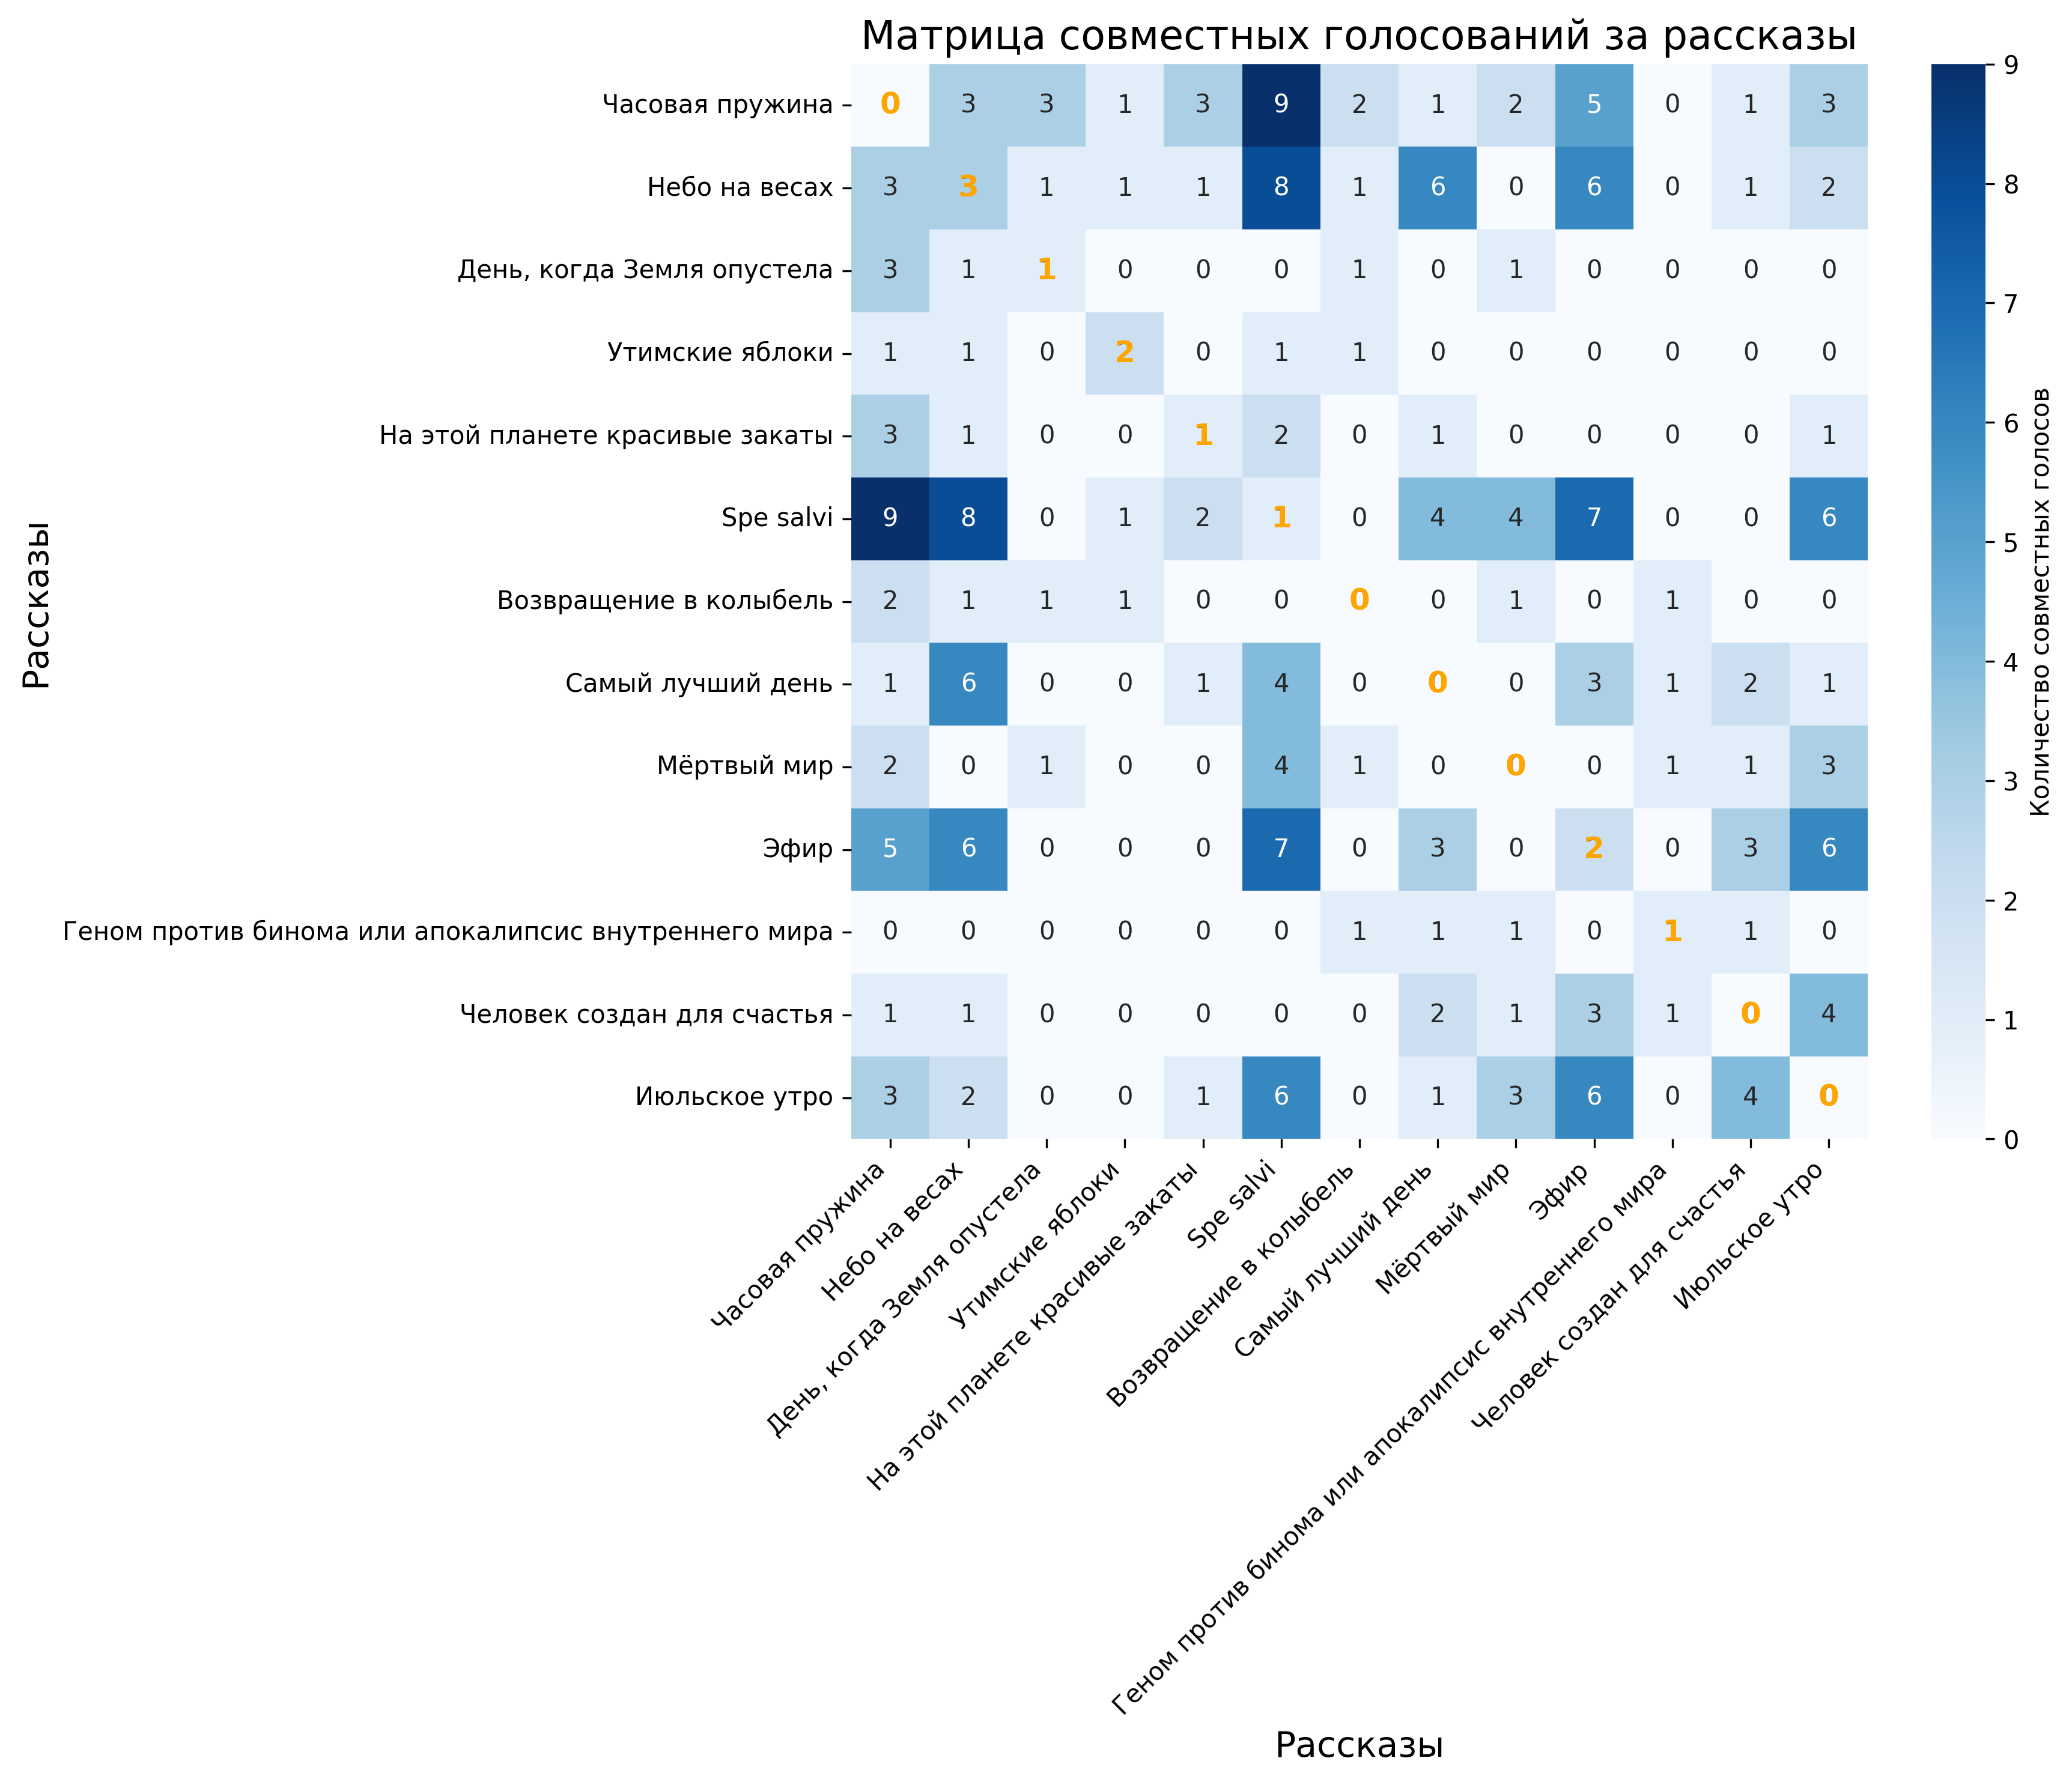 Матрица совместных голосований за рассказы
Часовая пружина 0 3 3 1 3 9 2 1 2 5 0 1 3
Небо на весах 3 3 1 1 1 8 1 6 0 6 0 1 2
День, когда Земля опустела 3 1 1 0 0 0 1 0 1 0 0 0 0
Утимские яблоки 1 1 0 2 0 1 1 0 0 0 0 0 0
На этой планете красивые закаты 3 1 0 0 1 2 0 1 0 0 0 0 1
Spe salvi 9 8 0 1 2 1 0 4 4 7 0 0 6
Возвращение в колыбель 2 1 1 1 0 0 0 0 1 0 1 0 0
Самый лучший день 1 6 0 0 1 4 0 0 0 3 1 2 1
Мёртвый мир 2 0 1 0 0 4 1 0 0 0 1 1 3
Эфир 5 6 0 0 0 7 0 3 0 2 0 3 6
Геном против бинома или апокалипсис внутреннего мира 0 0 0 0 0 0 1 1 1 0 1 1 0
Человек создан для счастья 1 1 0 0 0 0 0 2 1 3 1 0 4
Июльское утро 3 2 0 0 1 6 0 1 3 6 0 4 0
Рассказы
Часовая пружина
Небо на весах
День, когда Земля опустела
Утимские яблоки
На этой планете красивые закаты
Spe salvi
Возвращение в колыбель
Самый лучший день
Мёртвый мир
Эфир
Геном против бинома или апокалипсис внутреннего мира
Человек создан для счастья
Июльское утро
Рассказы
9
8
7
6
5
4
3
2
1
0
Количество совместных голосов